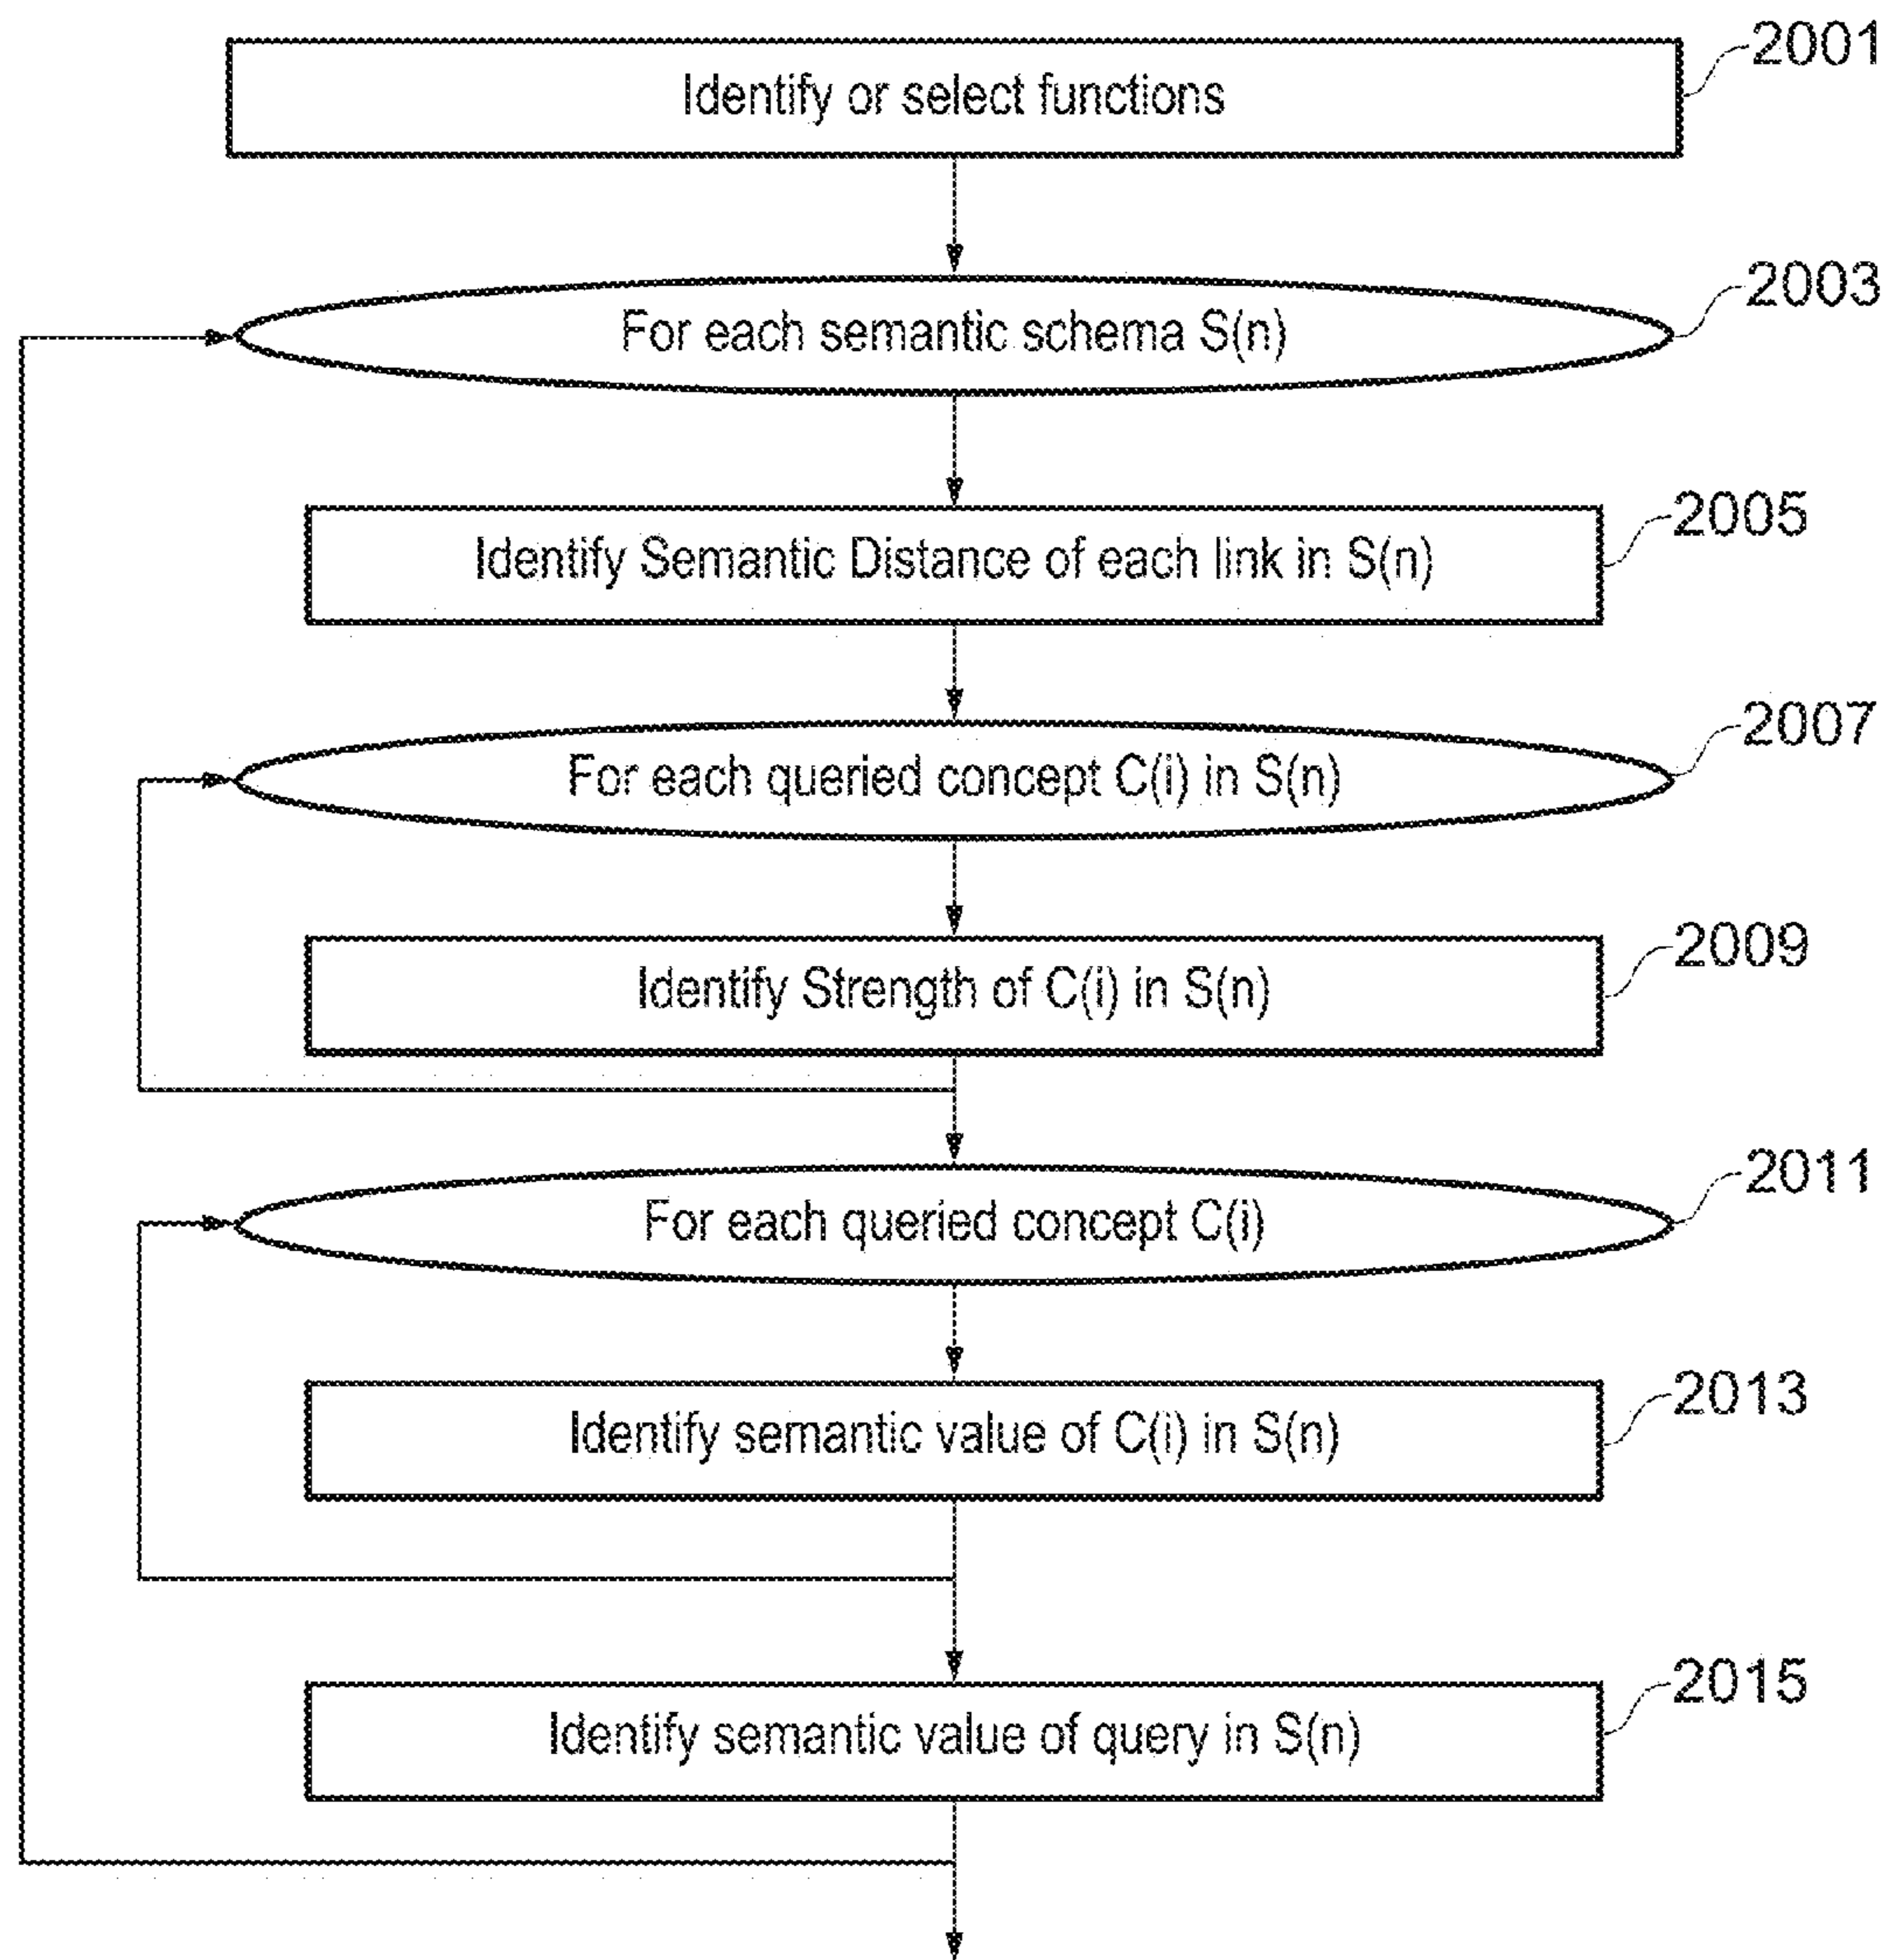 2001
Identify or select functions
2003
For each semantic schema S(n)
2005
Identify Semantic Distance of each link in S(n)
2007
For each queried concept C(i) in S(n)
2009
Identify Strength of C(i) in S(n)
2011
For each queried concept C(i)
2013
Identify semantic value of C(i) in S(n)
2015
Identify semantic value of query in S(n)